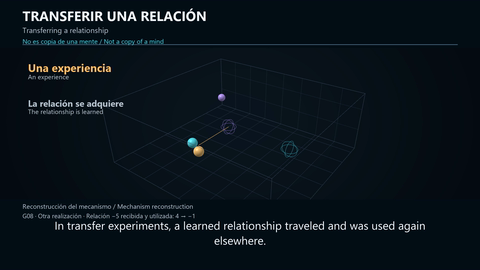 TRANSFERIR UNA RELACIÓN
Transferring a relationship
No es copia de una mente / Not a copy of a mind
Una experiencia
An experience
La relación se adquiere
The relationship is learned
Reconstrucción del mecanismo / Mechanism reconstruction
G08 · Otra realización · Relación −5 recibida y utilizada: 4 → −1
In transfer experiments, a learned relationship traveled and was used again
elsewhere.